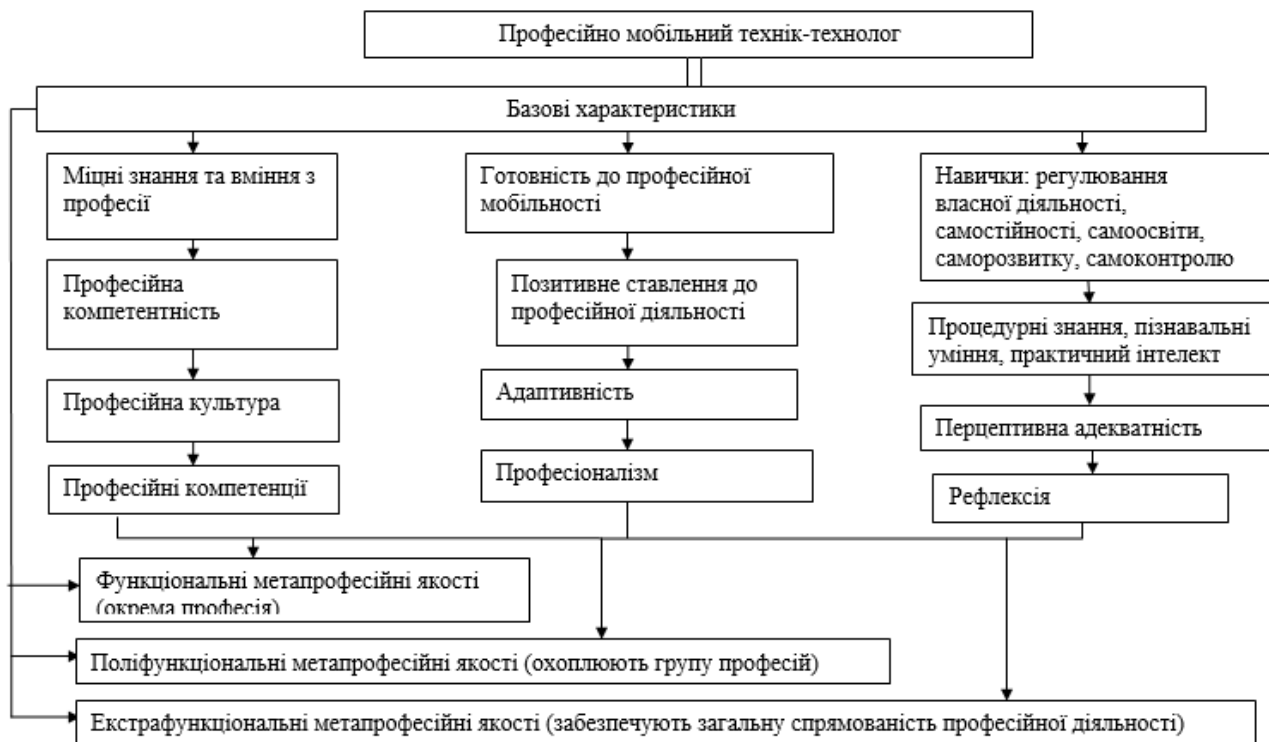 Професійно мобільний технік-технолог
Базові характеристики
Міцні знання та вміння з
професії
Професійна
компетентність
Професійна культура
Професійні компетенції
Готовність до професійної
мобільності
Позитивне ставлення до
професійної діяльності
Адаптивність
Професіоналізм
Навички: регулювання
власної діяльності,
самостійності, самоосвіти,
саморозвитку, самоконтролю
Процедурні знання, пізнавальні
уміння, практичний інтелект
Перцептивна адекватність
Рефлексія
Функціональні метапрофесійні якості
(окрема професія)
Поліфункціональні метапрофесійні якості (охоплюють групу професій)
Екстрафункціональні метапрофесійні якості (забезпечують загальну спрямованість професійної діяльності)